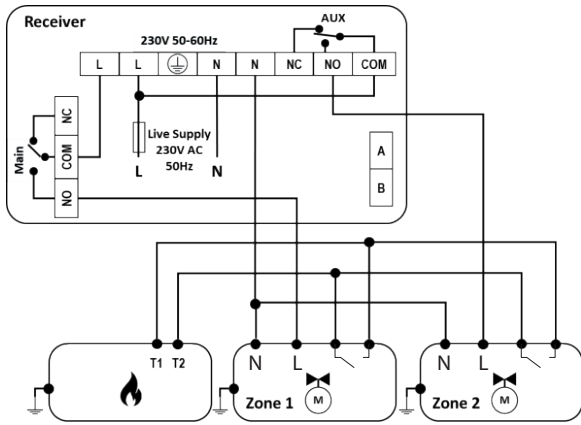 Receiver
AUX
230V 50-60Hz
L L N N NC NO COM
NC
COM
NO
Main
Live Supply
230V AC
50Hz
L N
A
B
T1 T2
N L
M
Zone 1
N L
M
Zone 2